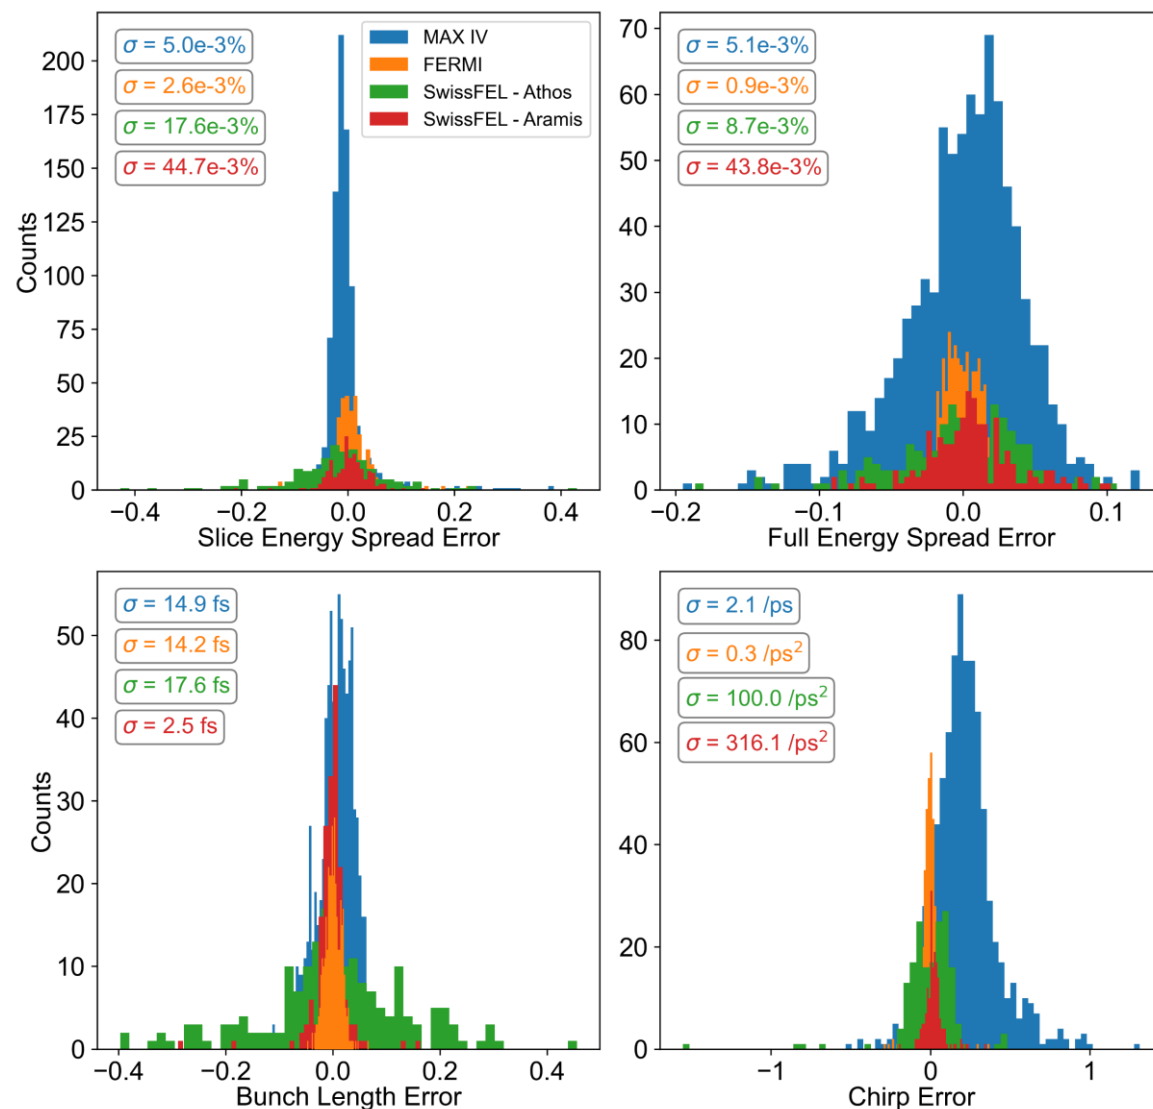 σ = 5.0e-3%
σ = 2.6e-3%
σ = 17.6e-3%
σ = 44.7e-3%
MAX IV
FERMI
SwissFEL - Athos
SwissFEL - Aramis
200
175
150
125
100
75
50
25
0
Counts
−0.4 −0.2 0.0 0.2 0.4
Slice Energy Spread Error
σ = 5.1e-3%
σ = 0.9e-3%
σ = 8.7e-3%
σ = 43.8e-3%
70
60
50
40
30
20
10
0
−0.2 −0.1 0.0 0.1
Full Energy Spread Error
σ = 14.9 fs
σ = 14.2 fs
σ = 17.6 fs
σ = 2.5 fs
50
40
30
20
10
0
Counts
−0.4 −0.2 0.0 0.2 0.4
Bunch Length Error
σ = 2.1 /ps
σ = 0.3 /ps²
σ = 100.0 /ps²
σ = 316.1 /ps²
80
60
40
20
0
−1 0 1
Chirp Error